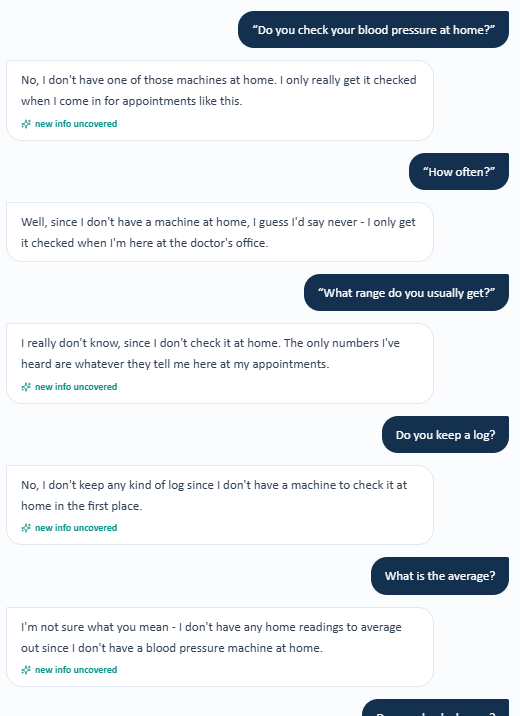 “Do you check your blood pressure at home?”
No, I don't have one of those machines at home. I only really get it checked
when I come in for appointments like this.
new info uncovered
“How often?”
Well, since I don't have a machine at home, I guess I'd say never - I only get
it checked when I'm here at the doctor's office.
“What range do you usually get?”
I really don't know, since I don't check it at home. The only numbers I've
heard are whatever they tell me here at my appointments.
new info uncovered
Do you keep a log?
No, I don't keep any kind of log since I don't have a machine to check it at
home in the first place.
new info uncovered
What is the average?
I'm not sure what you mean - I don't have any home readings to average
out since I don't have a blood pressure machine at home.
new info uncovered